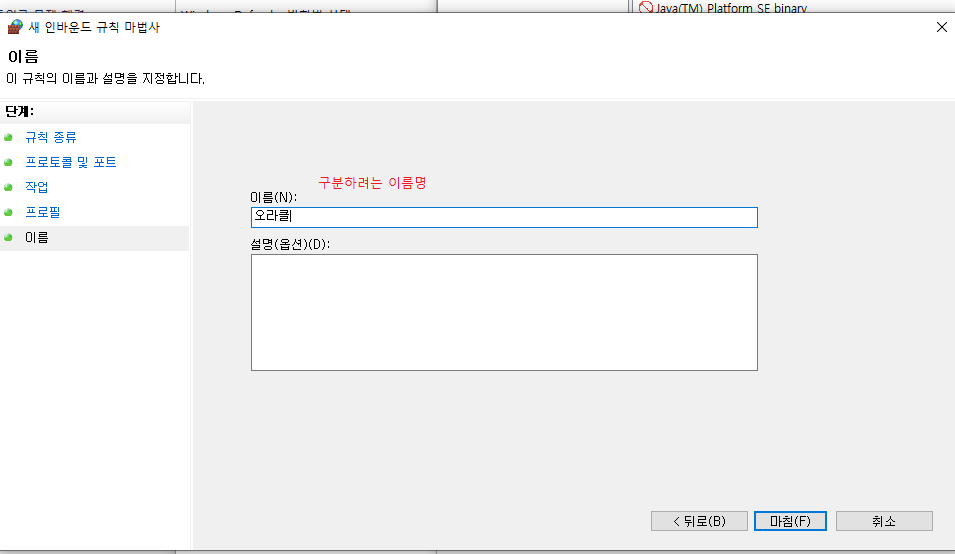 Java(TM) Platform SE binary
새 인바운드 규칙 마법사
이름
이 규칙의 이름과 설명을 지정합니다.
단계:
규칙 종류
프로토콜 및 포트
작업
프로필
이름
구분하려는 이름명
이름(N):
오라클
설명(옵션)(D):
< 뒤로(B)
마침(F)
취소